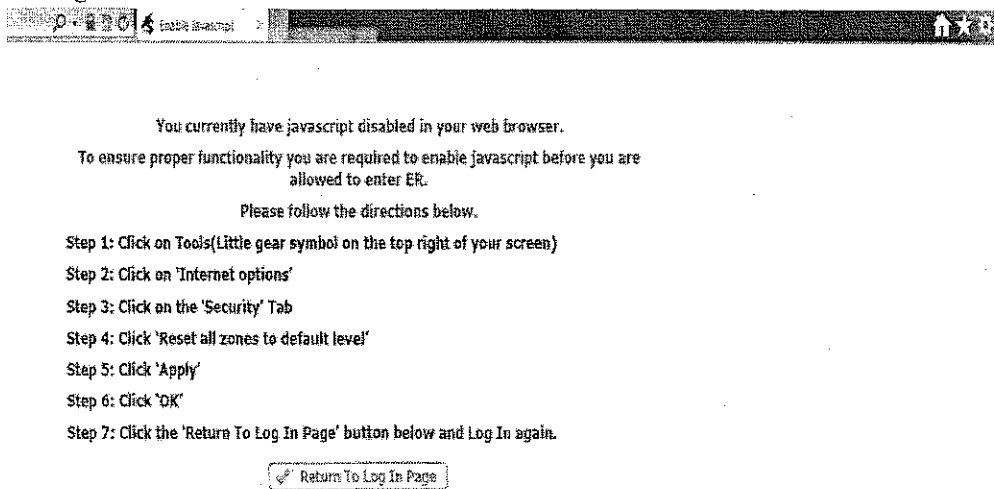 Enable Javascript
You currently have javascript disabled in your web browser.
To ensure proper functionality you are required to enable javascript before you are
allowed to enter ER.
Please follow the directions below.
Step 1: Click on Tools(Little gear symbol on the top right of your screen)
Step 2: Click on 'Internet options'
Step 3: Click on the 'Security' Tab
Step 4: Click 'Reset all zones to default level'
Step 5: Click 'Apply'
Step 6: Click 'OK'
Step 7: Click the 'Return To Log In Page' button below and Log In again.
Return To Log In Page